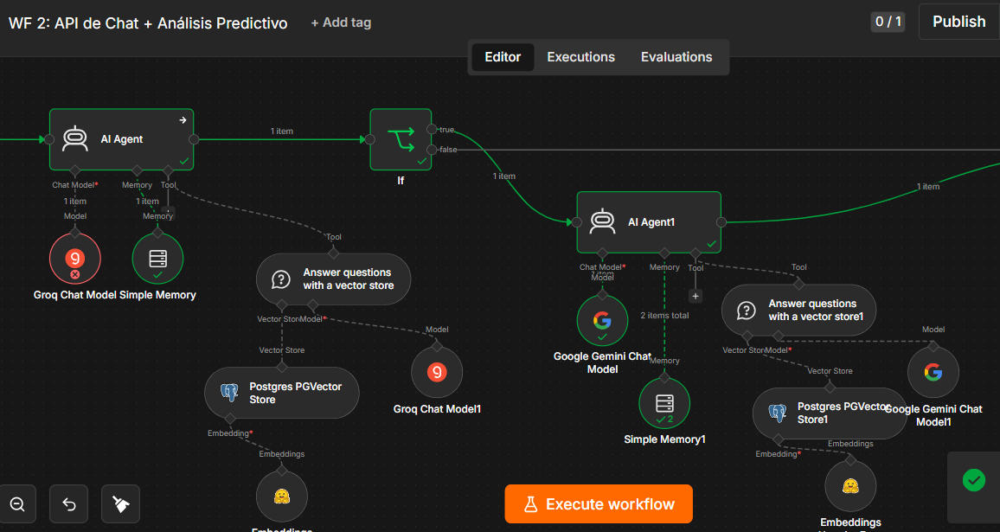 WF 2: API de Chat + Análisis Predictivo
+ Add tag
0 / 1
Publish
Editor
Executions
Evaluations
AI Agent
1 item
true
false
If
Chat Model*
Memory
Tool
1 item
1 item
Model
Memory
Groq Chat Model
Simple Memory
Tool
Answer questions
with a vector store
Vector Store
Model*
Vector Store
Model
Postgres PGVector
Store
Groq Chat Model1
Embedding*
Embeddings
Embeddings
1 item
AI Agent1
1 item
Chat Model*
Model
Memory
Tool
2 items total
Google Gemini Chat
Model
Memory
Simple Memory1
Tool
Answer questions
with a vector store1
Model*
Model
Vector Store
Postgres PGVector
Store1
Google Gemini Chat
Model1
Embedding*
Embeddings
Embeddings
2
Execute workflow